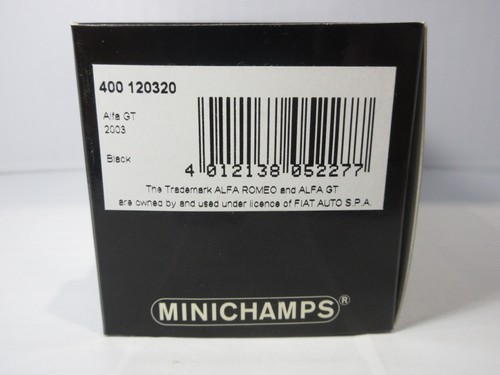 400 120320
Alfa GT
2003
Black
4 012138 052277
The Trademark ALFA ROMEO and ALFA GT
are owned by and used under licence of FIAT AUTO S.P.A.
MINICHAMPS®